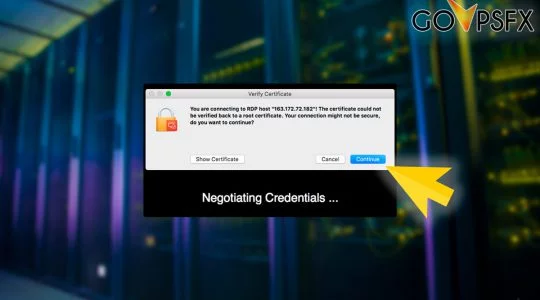 GOVPSFX
Verify Certificate
You are connecting to RDP host "163.172.72.182"! The certificate could not
be verified back to a root certificate. Your connection might not be secure,
do you want to continue?
Show Certificate
Cancel
Continue
Negotiating Credentials ...